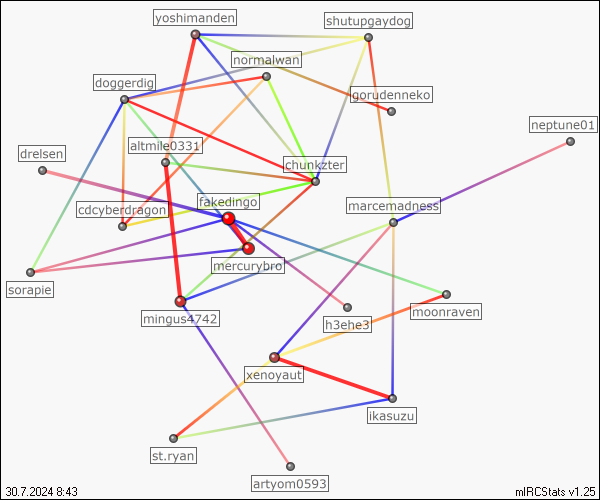 yoshimanden
shutupgaydog
normalwan
doggerdig
gorudenneko
neptune01
altmile0331
drelsen
chunkzter
fakedingo
cdcyberdragon
marcemadness
mercurybro
sorapie
mingus4742
h3ehe3
moonraven
xenoyaut
ikasuzu
st.ryan
artyom0593
30.7.2024 8:43
mIRCStats v1.25